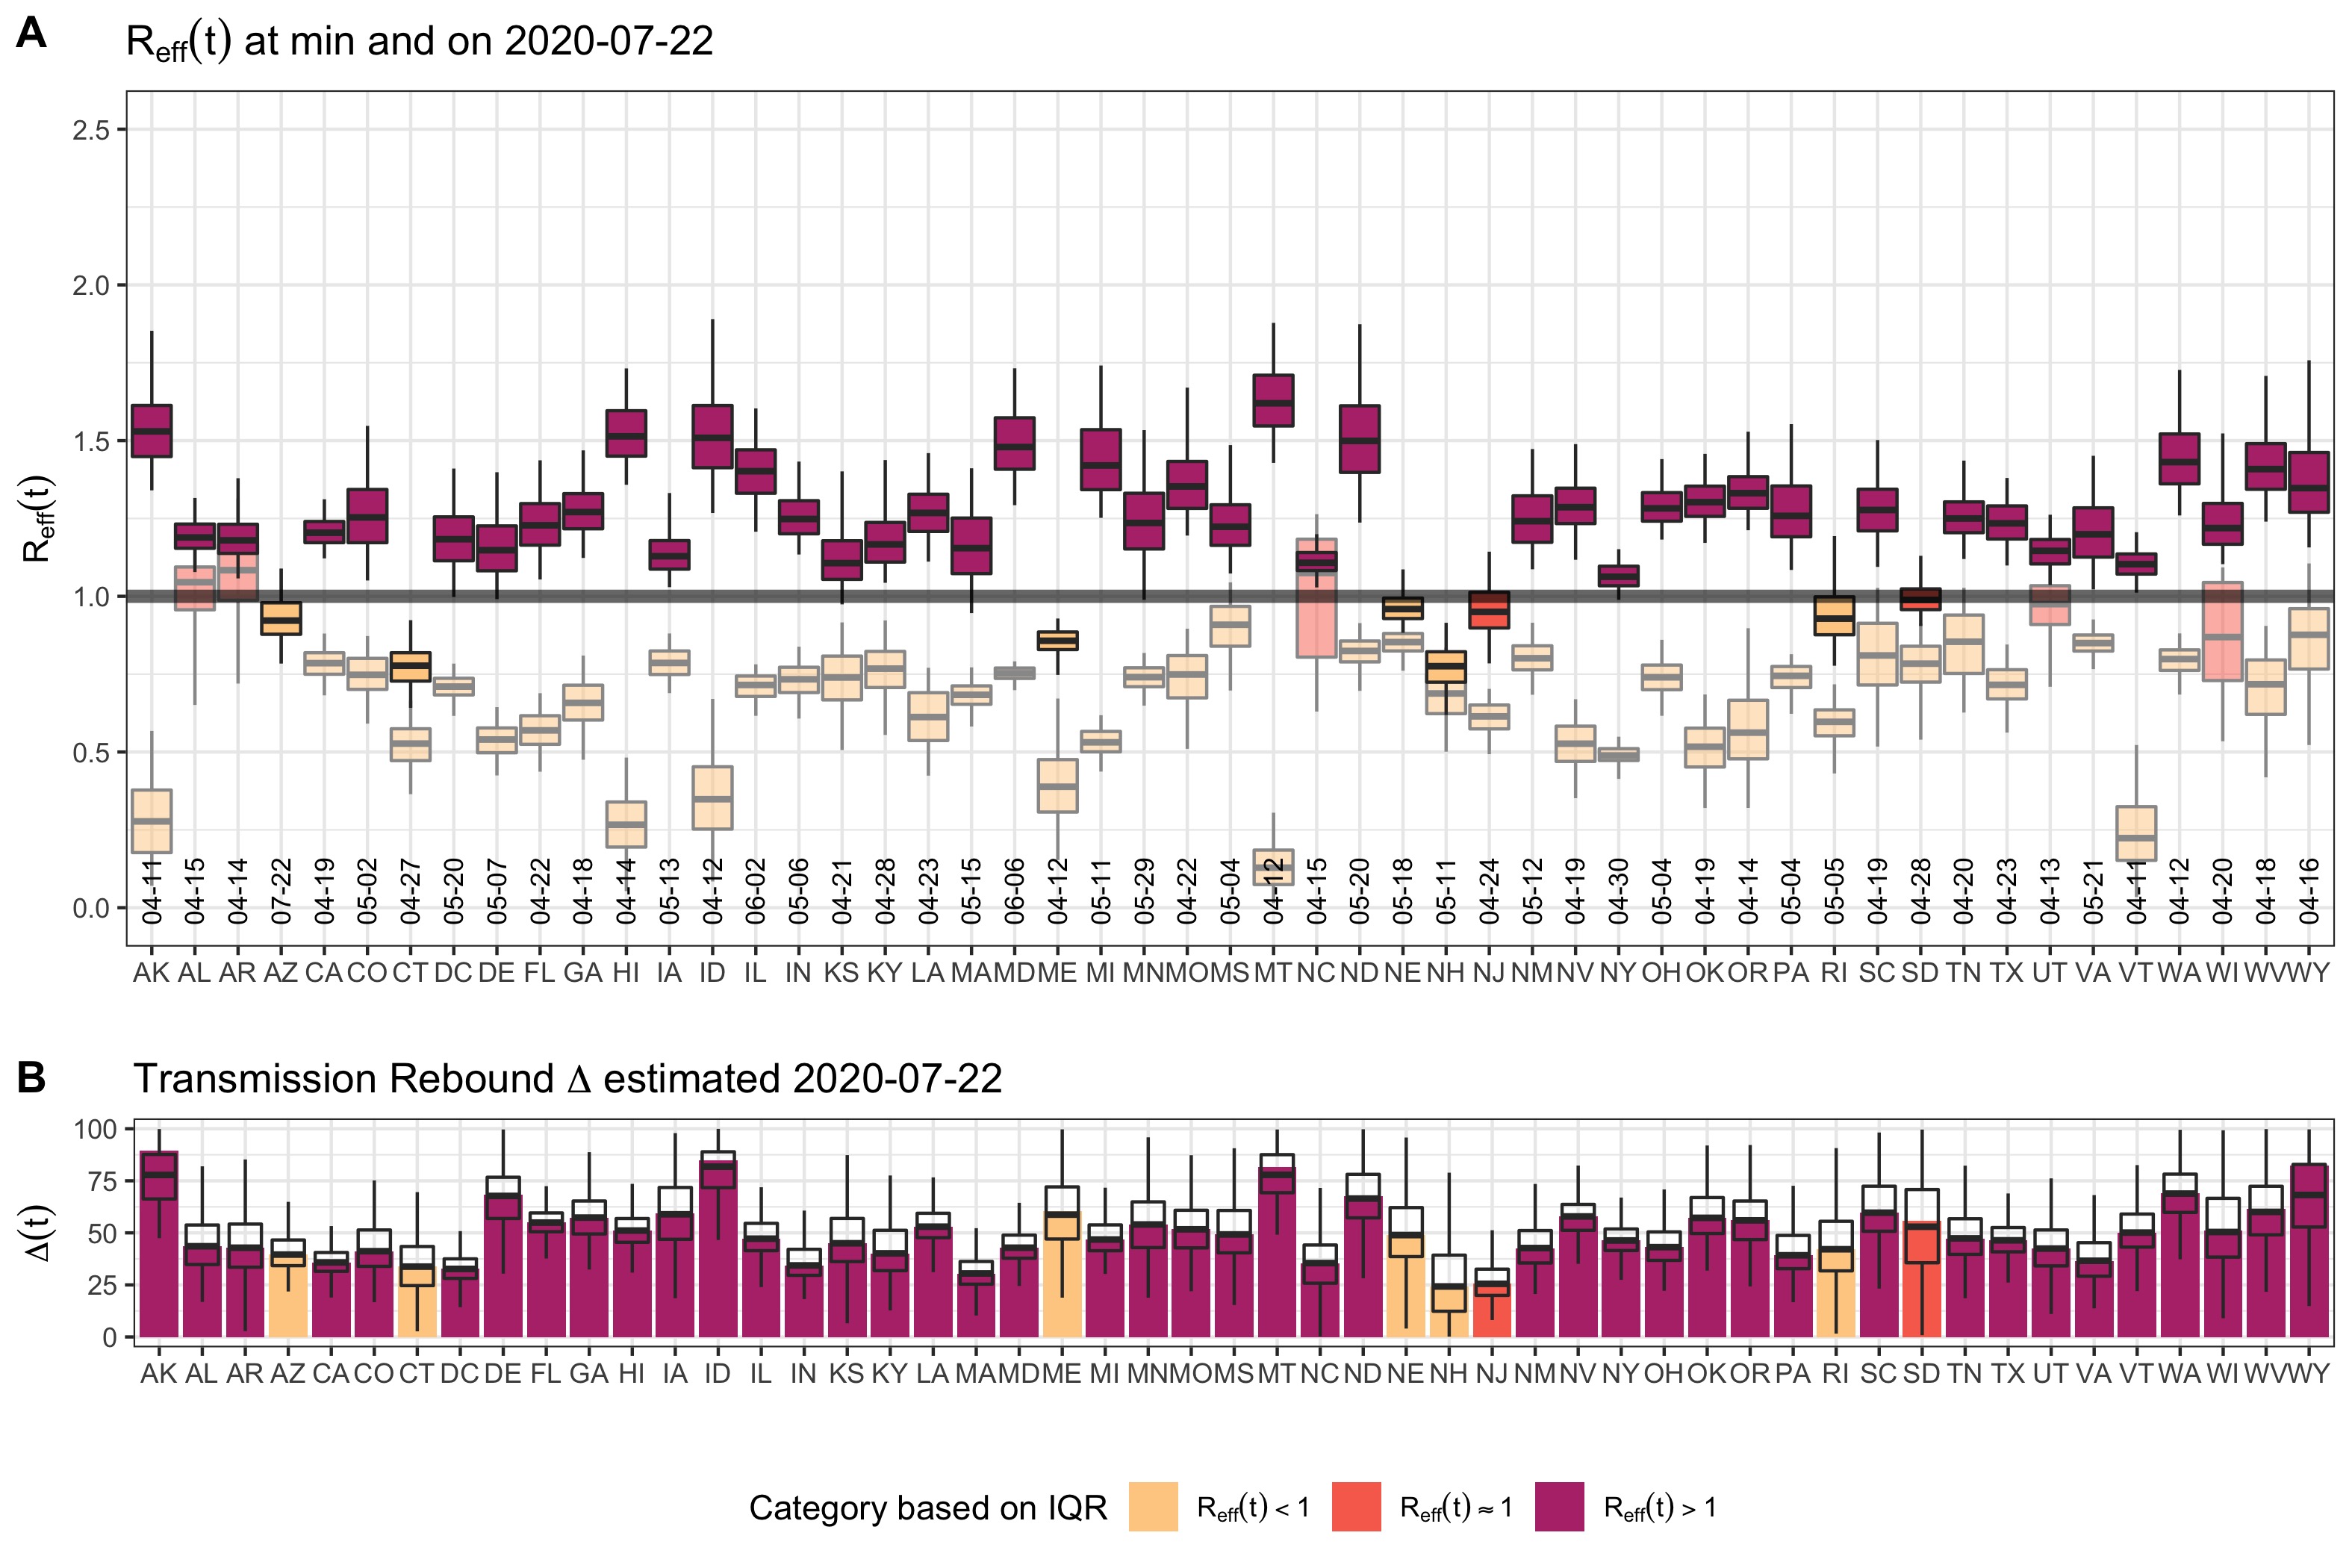 A
Reff(t) at min and on 2020-07-22
Reff(t)
2.5
2.0
1.5
1.0
0.5
0.0
04-11 04-15 04-14 07-22 04-19 05-02 04-27 05-20 05-07 04-22 04-18 04-14 05-13 04-12 06-02 05-06 04-21 04-28 04-23 05-15 06-06 04-12 05-11 05-29 04-22 05-04 04-12 04-15 05-20 05-18 05-11 04-24 05-12 04-19 04-30 05-04 04-19 04-14 05-04 05-05 04-19 04-28 04-20 04-23 04-13 05-21 04-11 04-12 04-20 04-18 04-16
AK AL AR AZ CA CO CT DC DE FL GA HI IA ID IL IN KS KY LA MA MD ME MI MN MO MS MT NC ND NE NH NJ NM NV NY OH OK OR PA RI SC SD TN TX UT VA VT WA WI WV WY
B
Transmission Rebound Δ estimated 2020-07-22
Δ(t)
100
75
50
25
0
AK AL AR AZ CA CO CT DC DE FL GA HI IA ID IL IN KS KY LA MA MD ME MI MN MO MS MT NC ND NE NH NJ NM NV NY OH OK OR PA RI SC SD TN TX UT VA VT WA WI WV WY
Category based on IQR Reff(t) < 1 Reff(t) ≈ 1 Reff(t) > 1